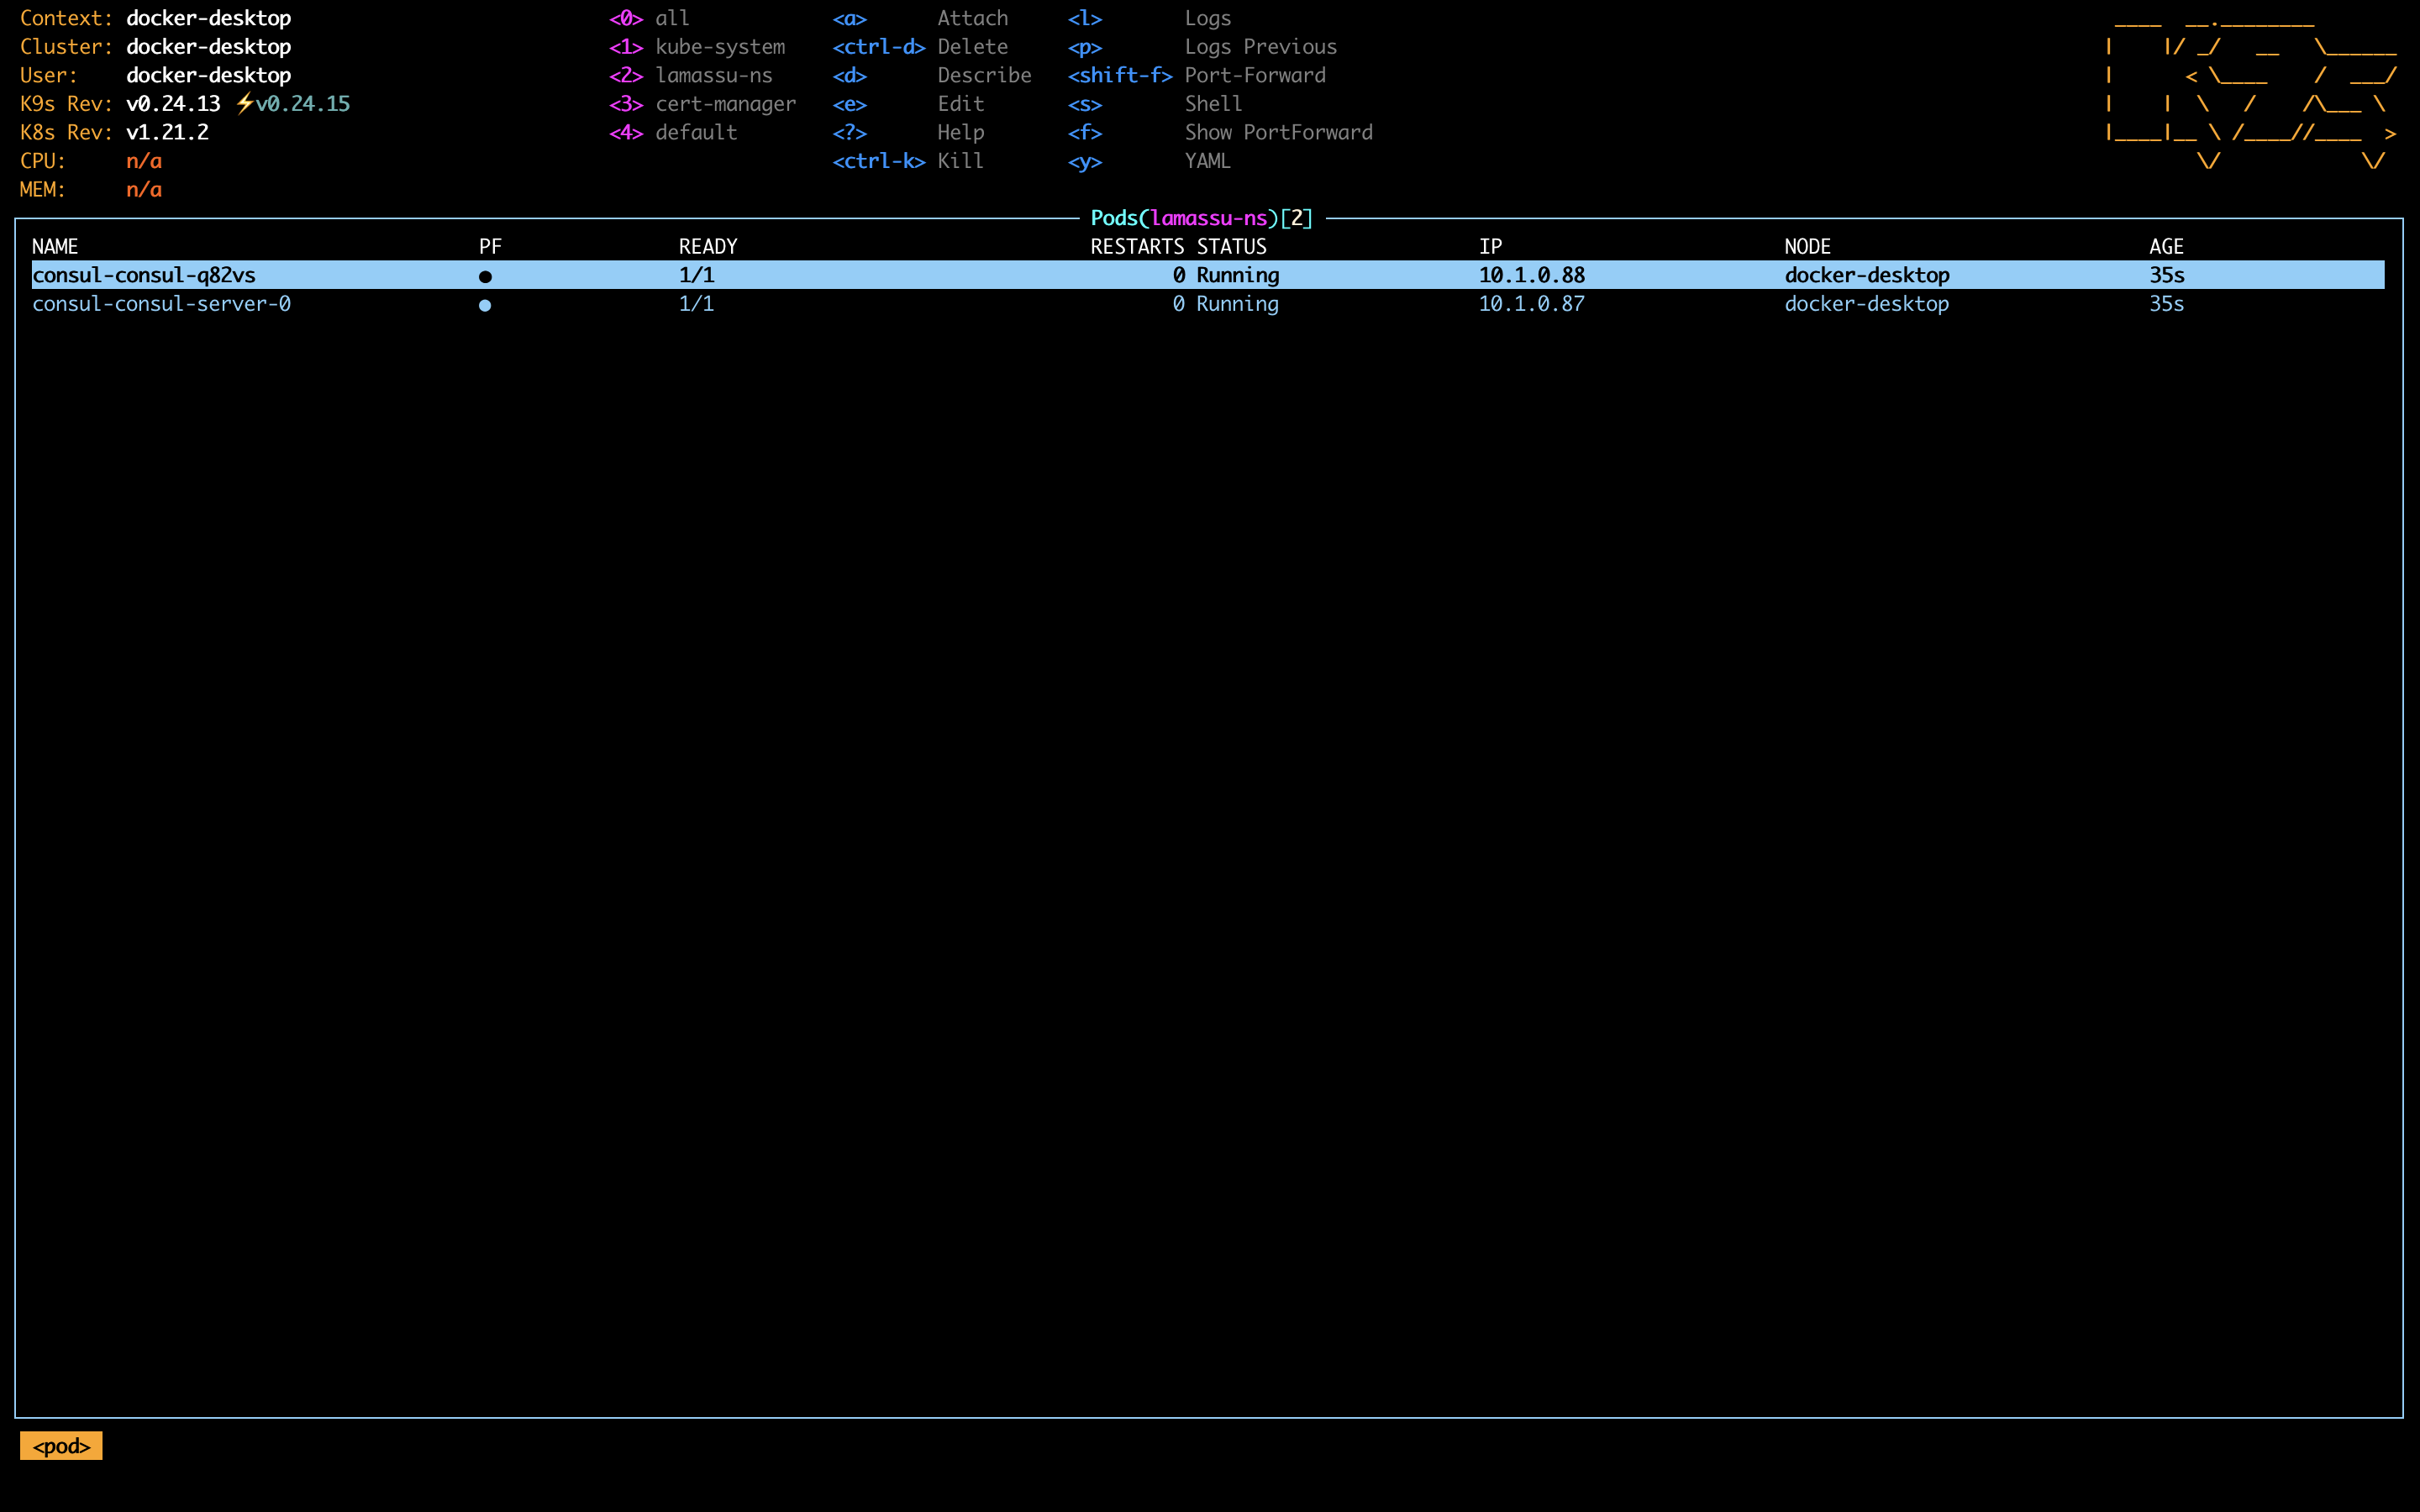 Context: docker-desktop <0> all <a> Attach <l> Logs
Cluster: docker-desktop <1> kube-system <ctrl-d> Delete <p> Logs Previous
User: docker-desktop <2> lamassu-ns <d> Describe <shift-f> Port-Forward
K9s Rev: v0.24.13 ⚡v0.24.15 <3> cert-manager <e> Edit <s> Shell
K8s Rev: v1.21.2 <4> default <?> Help <f> Show PortForward
CPU: n/a <ctrl-k> Kill <y> YAML
MEM: n/a
Pods(lamassu-ns)[2]
NAME PF READY RESTARTS STATUS IP NODE AGE
consul-consul-q82vs ● 1/1 0 Running 10.1.0.88 docker-desktop 35s
consul-consul-server-0 ● 1/1 0 Running 10.1.0.87 docker-desktop 35s
<pod>